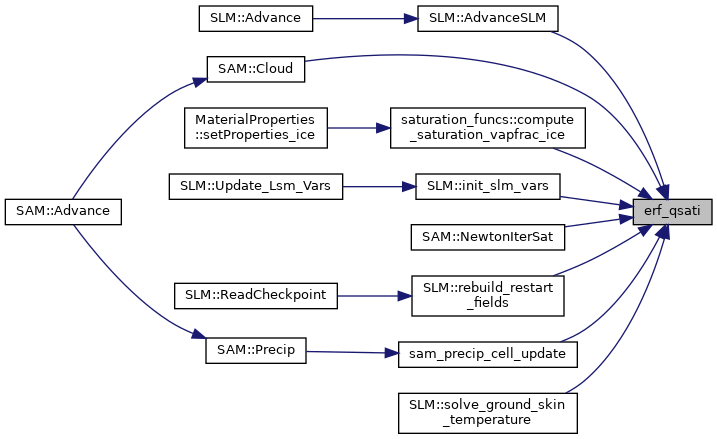 SLM::Advance
SLM::AdvanceSLM
SAM::Cloud
MaterialProperties
::setProperties_ice
saturation_funcs::compute
_saturation_vapfrac_ice
SLM::Update_Lsm_Vars
SLM::init_slm_vars
SAM::Advance
erf_qsati
SAM::NewtonIterSat
SLM::ReadCheckpoint
SLM::rebuild_restart
_fields
SAM::Precip
sam_precip_cell_update
SLM::solve_ground_skin
_temperature